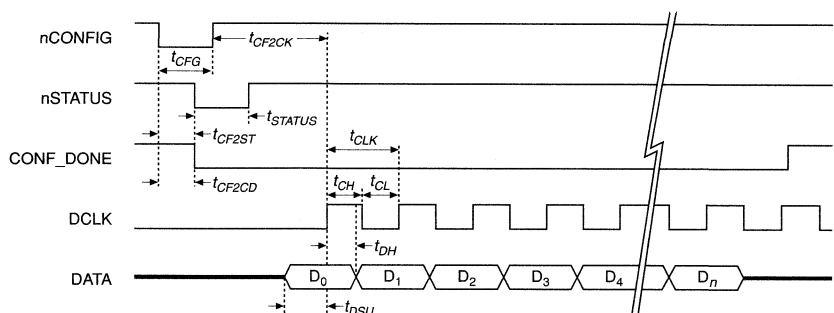 nCONFIG
tCF2CK
tCFG
nSTATUS
tSTATUS
tCF2ST
tCLK
CONF_DONE
tCF2CD
tCH
tCL
DCLK
tDH
DATA
D0 D1 D2 D3 D4 Dn
tDSU